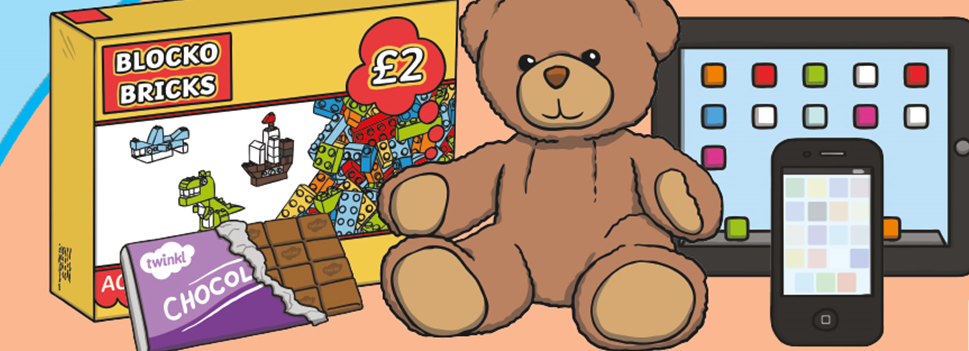 BLOCKO
BRICKS
£2
twinkl
CHOCOL